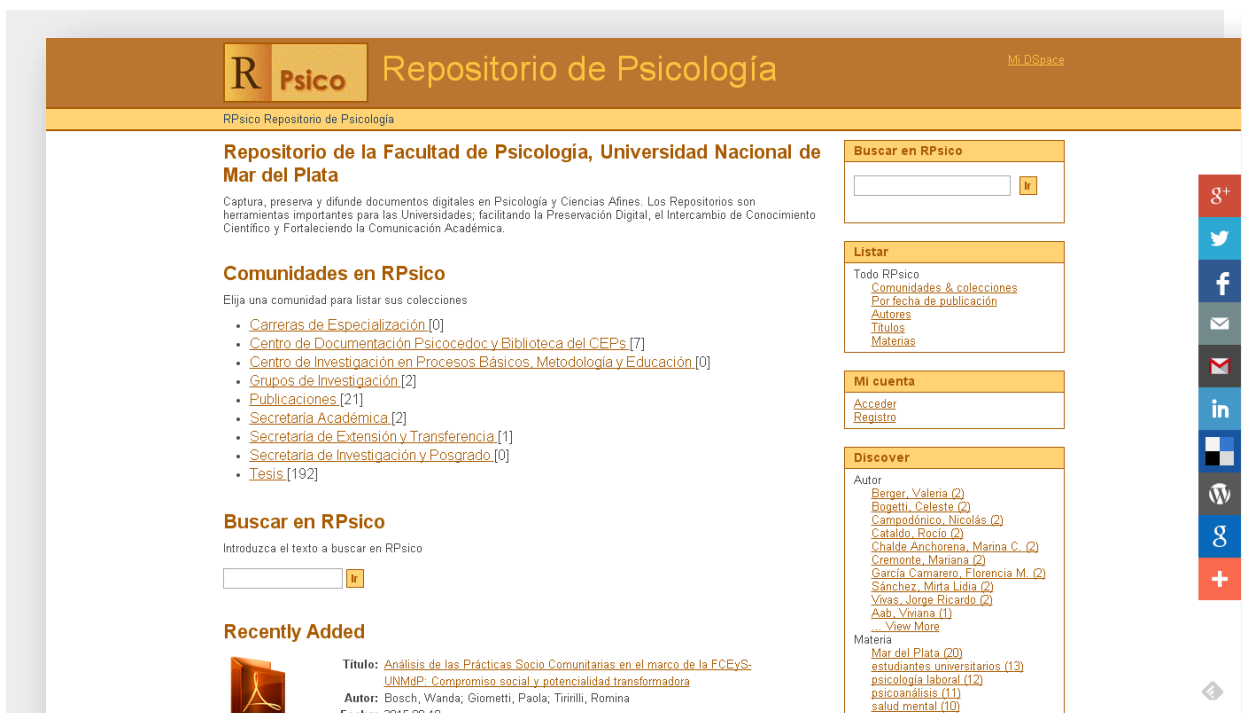 R Psico
Repositorio de Psicología
Mi DSpace
RPsico Repositorio de Psicología
Repositorio de la Facultad de Psicología, Universidad Nacional de
Mar del Plata
Captura, preserva y difunde documentos digitales en Psicología y Ciencias Afines. Los Repositorios son
herramientas importantes para las Universidades; facilitando la Preservación Digital, el Intercambio de Conocimiento
Científico y Fortaleciendo la Comunicación Académica.
Comunidades en RPsico
Elija una comunidad para listar sus colecciones
Carreras de Especialización [0]
Centro de Documentación Psicocedoc y Biblioteca del CEPs [7]
Centro de Investigación en Procesos Básicos, Metodología y Educación [0]
Grupos de Investigación [2]
Publicaciones [21]
Secretaría Académica [2]
Secretaría de Extensión y Transferencia [1]
Secretaría de Investigación y Posgrado [0]
Tesis [192]
Buscar en RPsico
Introduzca el texto a buscar en RPsico
Ir
Recently Added
Título: Análisis de las Prácticas Socio Comunitarias en el marco de la FCEyS-
UNMdP: Compromiso social y potencialidad transformadora
Autor: Bosch, Wanda; Giometti, Paola; Tiririlli, Romina
Buscar en RPsico
Ir
Listar
Todo RPsico
Comunidades & colecciones
Por fecha de publicación
Autores
Títulos
Materias
Mi cuenta
Acceder
Registro
Discover
Autor
Berger, Valeria (2)
Bogetti, Celeste (2)
Campodónico, Nicolás (2)
Cataldo, Rocío (2)
Chalde Anchorena, Marina C. (2)
Cremonte, Mariana (2)
García Camarero, Florencia M. (2)
Sánchez, Mirta Lidia (2)
Vivas, Jorge Ricardo (2)
Aab, Viviana (1)
... View More
Materia
Mar del Plata (20)
estudiantes universitarios (13)
psicología laboral (12)
psicoanálisis (11)
salud mental (10)
g+
f
in
g